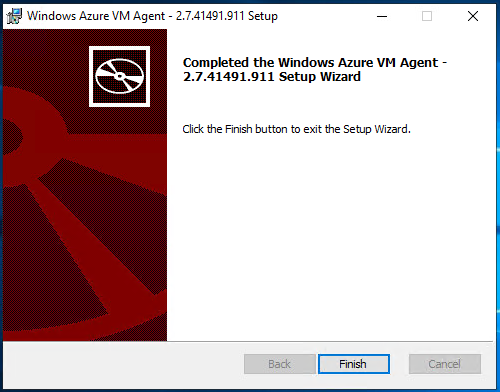 Windows Azure VM Agent - 2.7.41491.911 Setup
Completed the Windows Azure VM Agent -
2.7.41491.911 Setup Wizard
Click the Finish button to exit the Setup Wizard.
Back
Finish
Cancel